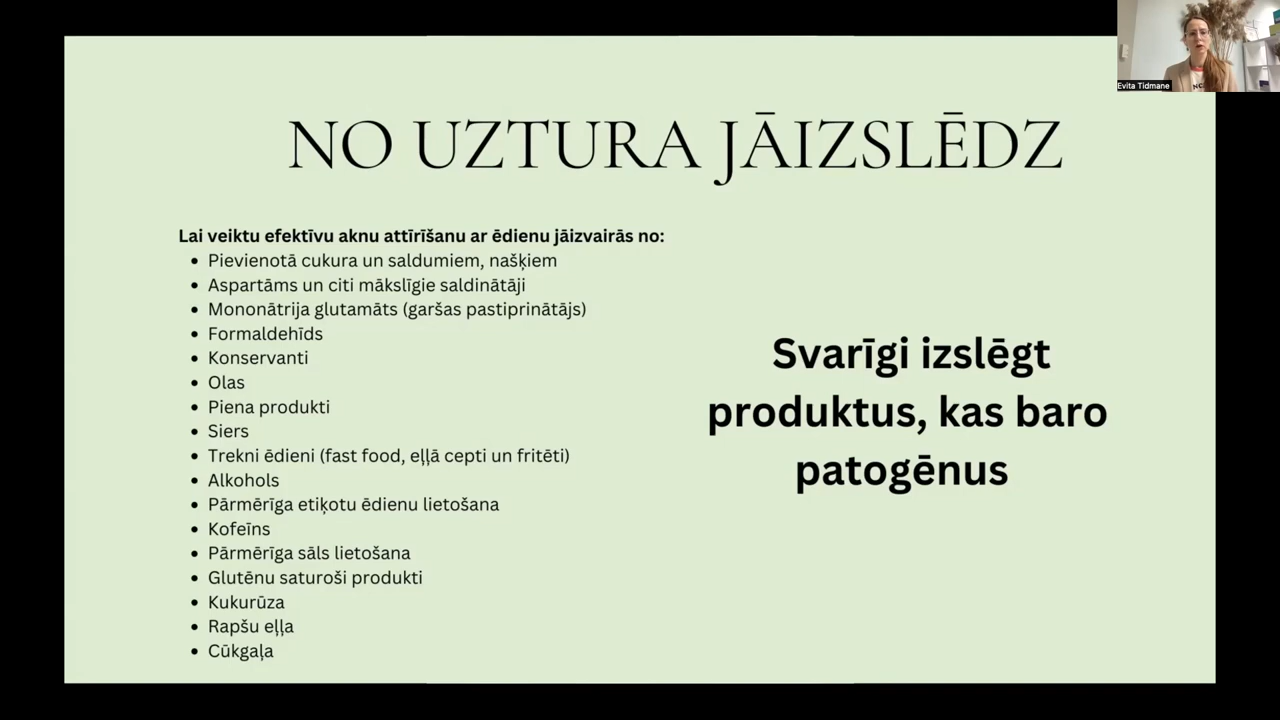 Evita Tidmane
NO UZTURA JĀIZSLĒDZ
Lai veiktu efektīvu aknu attīrīšanu ar ēdienu jāizvairās no:
• Pievienotā cukura un saldumiem, našķiem
• Aspartāms un citi mākslīgie saldinātāji
• Mononātrija glutamāts (garšas pastiprinātājs)
• Formaldehīds
• Konservanti
• Olas
• Piena produkti
• Siers
• Trekni ēdieni (fast food, eļļā cepti un fritēti)
• Alkohols
• Pārmērīga etiķotu ēdienu lietošana
• Kofeīns
• Pārmērīga sāls lietošana
• Glutēnu saturoši produkti
• Kukurūza
• Rapšu eļļa
• Cūkgaļa
Svarīgi izslēgt
produktus, kas baro
patogēnus